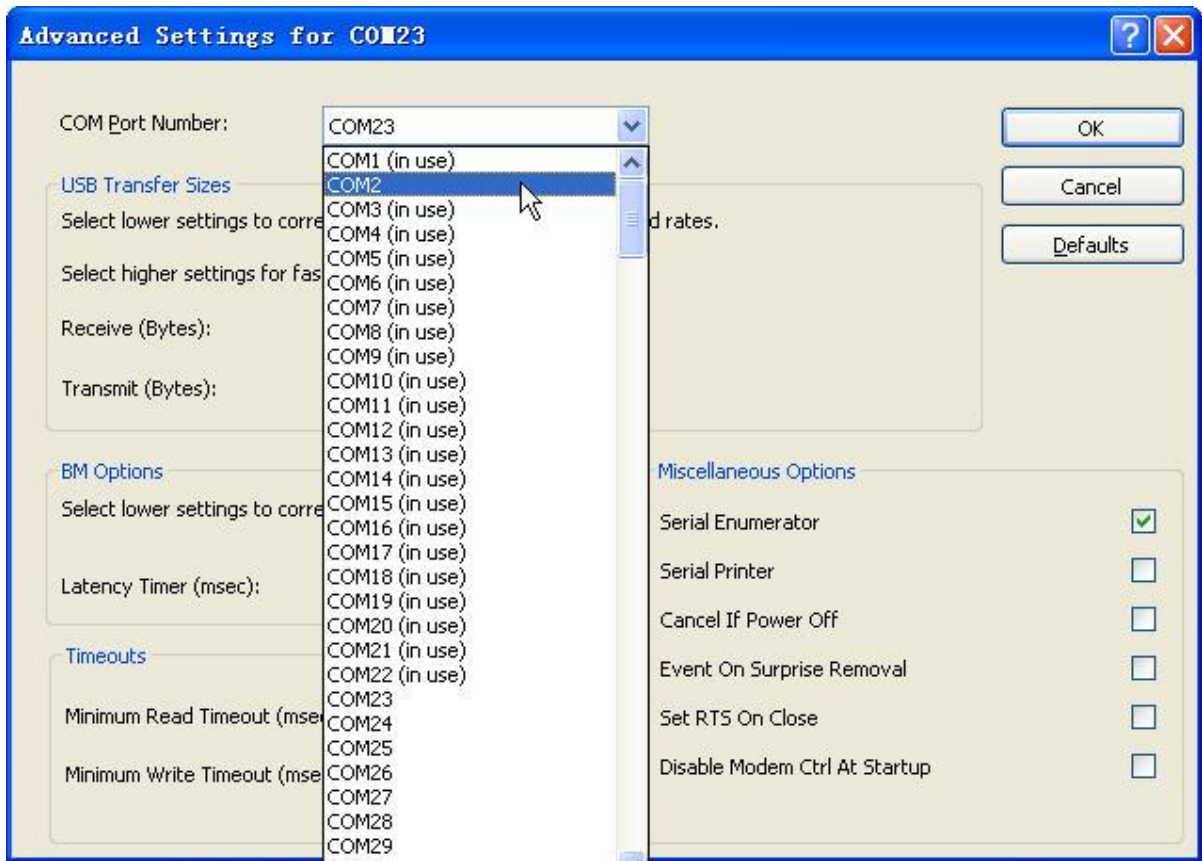 Advanced Settings for COM23
COM Port Number:
COM23
OK
Cancel
Defaults
COM1 (in use)
COM2
COM3 (in use)
COM4 (in use)
COM5 (in use)
COM6 (in use)
COM7 (in use)
COM8 (in use)
COM9 (in use)
COM10 (in use)
COM11 (in use)
COM12 (in use)
COM13 (in use)
COM14 (in use)
COM15 (in use)
COM16 (in use)
COM17 (in use)
COM18 (in use)
COM19 (in use)
COM20 (in use)
COM21 (in use)
COM22 (in use)
COM23
COM24
COM25
COM26
COM27
COM28
COM29
USB Transfer Sizes
Select lower settings to corre
d rates.
Select higher settings for fas
Receive (Bytes):
Transmit (Bytes):
BM Options
Select lower settings to corre
Latency Timer (msec):
Timeouts
Minimum Read Timeout (mse
Minimum Write Timeout (mse
Miscellaneous Options
Serial Enumerator
Serial Printer
Cancel If Power Off
Event On Surprise Removal
Set RTS On Close
Disable Modem Ctrl At Startup